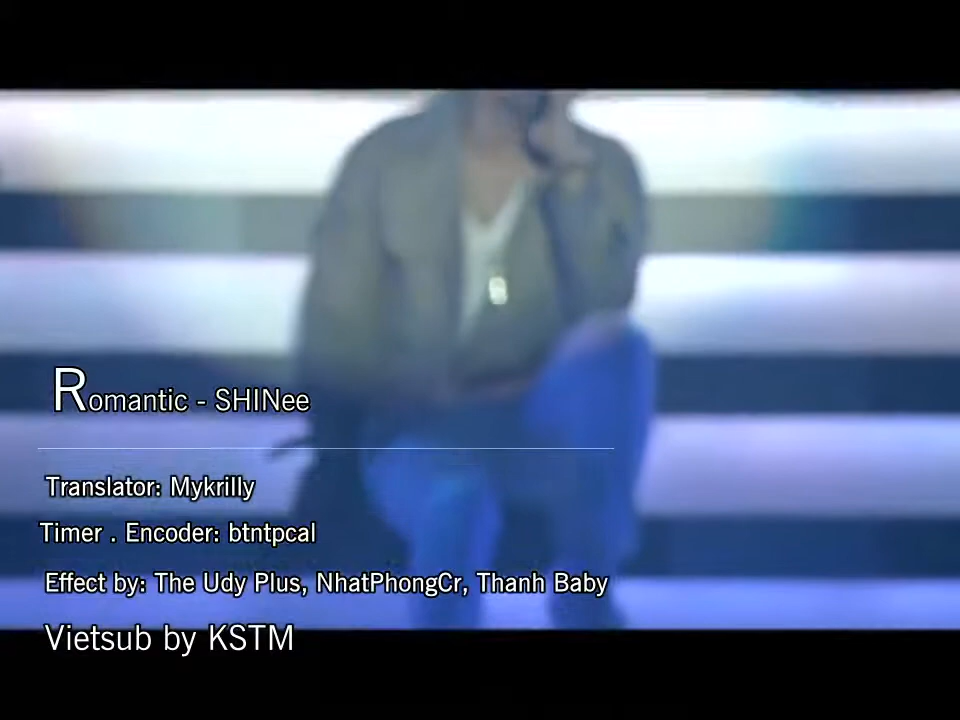 Romantic - SHINee
Translator: Mykrilly
Timer . Encoder: btntpcal
Effect by: The Udy Plus, NhatPhongCr, Thanh Baby
Vietsub by KSTM